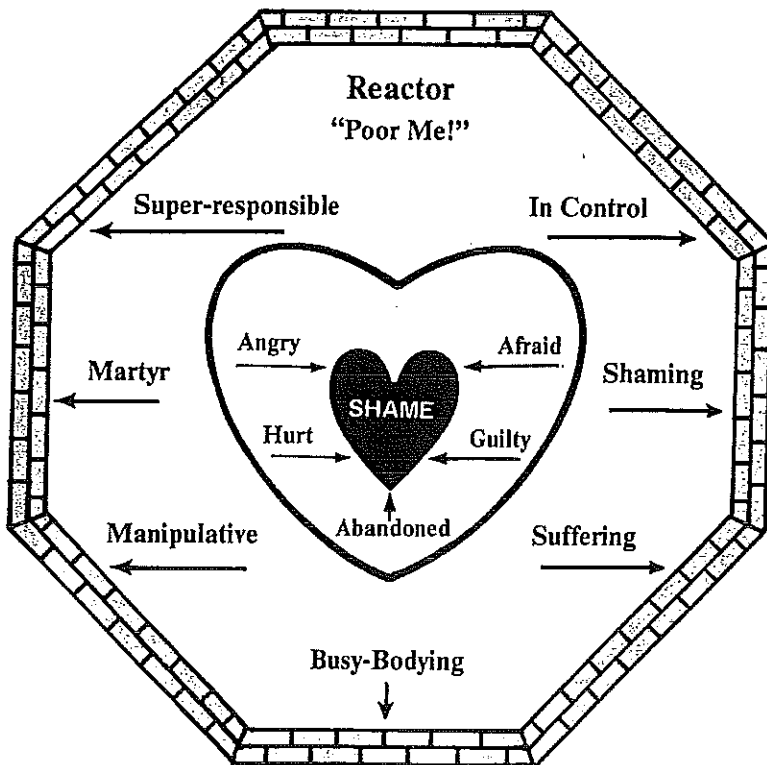 Reactor
“Poor Me!”
Super-responsible
In Control
Angry
Afraid
Martyr
Shaming
SHAME
Hurt
Guilty
Abandoned
Manipulative
Suffering
Busy-Bodying